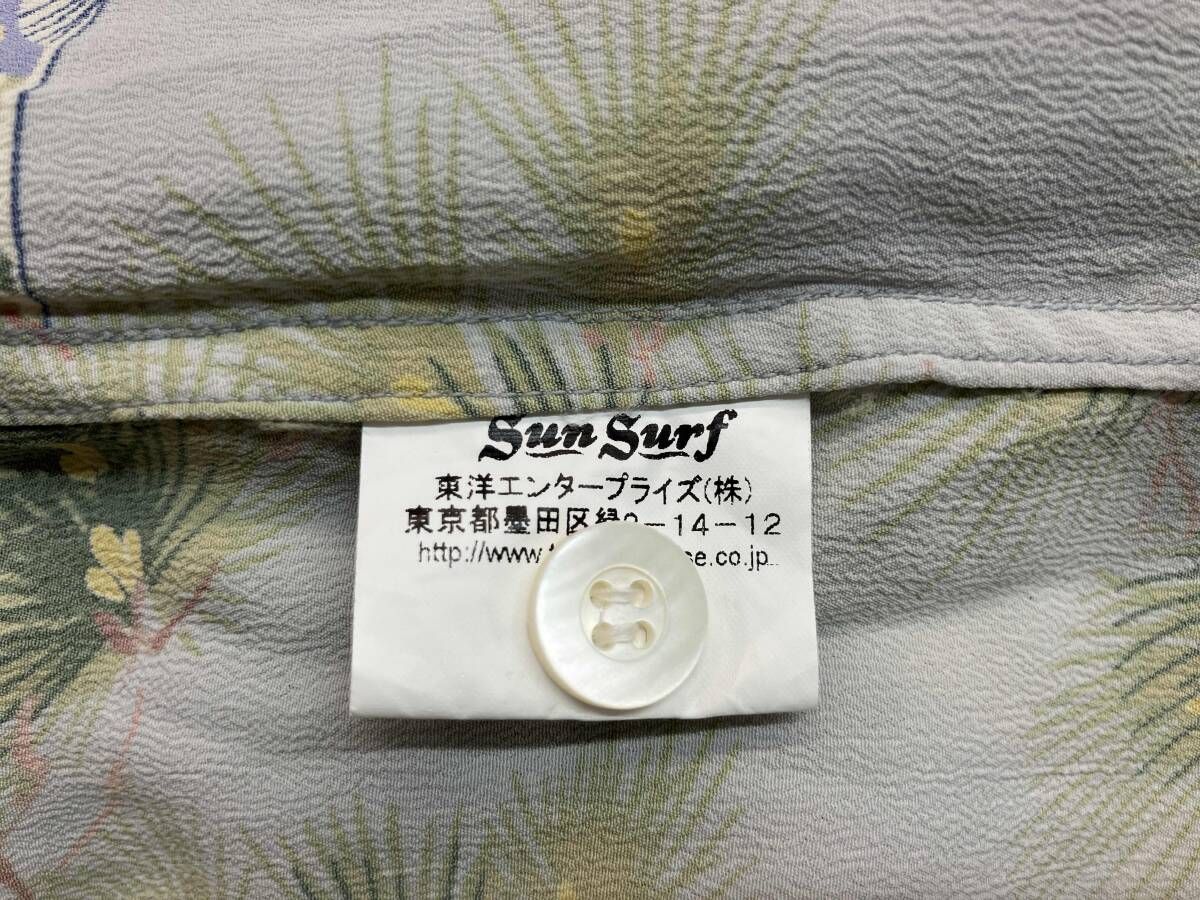 Sun Surf
東洋エンタープライズ(株)
東京都墨田区緑 -14-12
http://www. se.co.jp